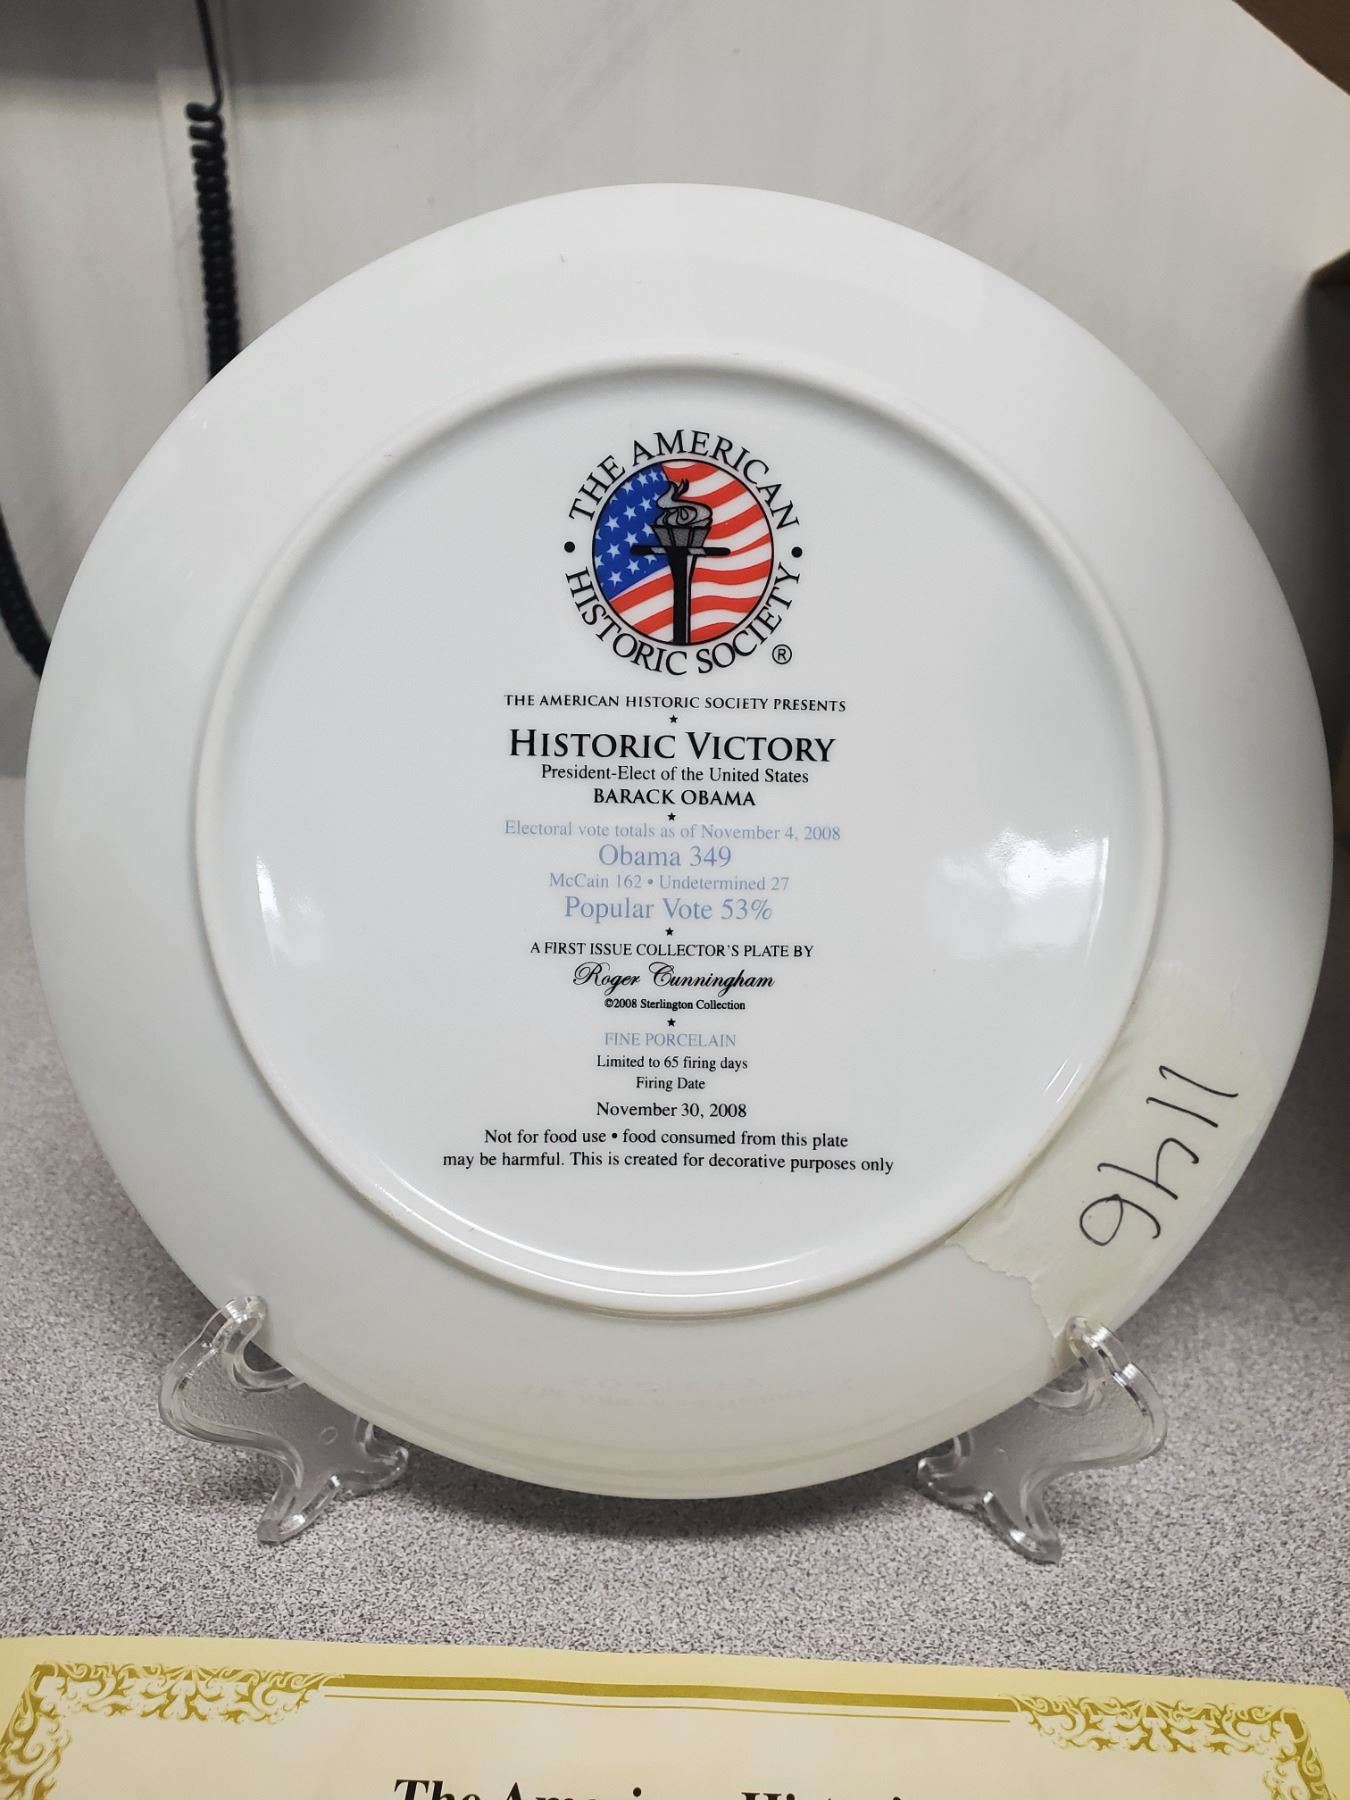 THE AMERICAN
• HISTORIC SOCIETY •
®
THE AMERICAN HISTORIC SOCIETY PRESENTS
HISTORIC VICTORY
President-Elect of the United States
BARACK OBAMA
Electoral vote totals as of November 4, 2008
Obama 349
McCain 162 • Undetermined 27
Popular Vote 53%
A FIRST ISSUE COLLECTOR'S PLATE BY
Roger Cunningham
©2008 Sterlington Collection
FINE PORCELAIN
Limited to 65 firing days
Firing Date
November 30, 2008
Not for food use • food consumed from this plate
may be harmful. This is created for decorative purposes only
1146
The American Historic